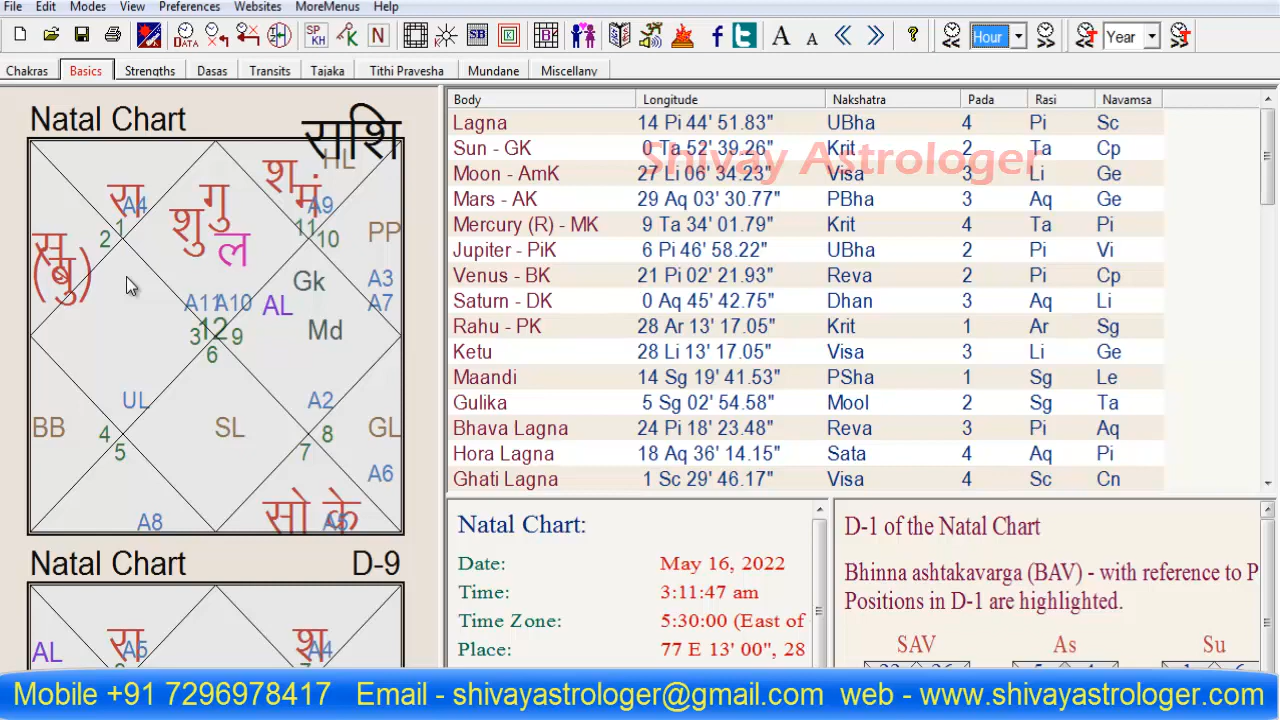 File Edit Modes View Preferences Websites MoreMenus Help
DATA SP KH K N SB K f t A A ? Hour Year
Chakras Basics Strengths Dasas Transits Tajaka Tithi Pravesha Mundane Miscellany
Natal Chart
राशि
HL
श
मं
रा
A4
गु
शु
ल
A9
1
2
11
10
PP
सू
(बु)
Gk
A3
A11
A10
AL
A7
12
3
9
Md
6
UL
A2
BB
4
SL
8
GL
5
7
A6
सो के
A8
A5
Natal Chart D-9
रा
A5
श
A4
AL
Body Longitude Nakshatra Pada Rasi Navamsa
Lagna 14 Pi 44' 51.83" UBha 4 Pi Sc
Sun - GK 0 Ta 52' 39.26" Krit 2 Ta Cp
Shivay Astrologer
Moon - AmK 27 Li 06' 34.23" Visa 3 Li Ge
Mars - AK 29 Aq 03' 30.77" PBha 3 Aq Ge
Mercury (R) - MK 9 Ta 34' 01.79" Krit 4 Ta Pi
Jupiter - PiK 6 Pi 46' 58.22" UBha 2 Pi Vi
Venus - BK 21 Pi 02' 21.93" Reva 2 Pi Cp
Saturn - DK 0 Aq 45' 42.75" Dhan 3 Aq Li
Rahu - PK 28 Ar 13' 17.05" Krit 1 Ar Sg
Ketu 28 Li 13' 17.05" Visa 3 Li Ge
Maandi 14 Sg 19' 41.53" PSha 1 Sg Le
Gulika 5 Sg 02' 54.58" Mool 2 Sg Ta
Bhava Lagna 24 Pi 18' 23.48" Reva 3 Pi Aq
Hora Lagna 18 Aq 36' 14.15" Sata 4 Aq Pi
Ghati Lagna 1 Sc 29' 46.17" Visa 4 Sc Cn
Natal Chart:
Date: May 16, 2022
Time: 3:11:47 am
Time Zone: 5:30:00 (East of
Place: 77 E 13' 00", 28
D-1 of the Natal Chart
Bhinna ashtakavarga (BAV) - with reference to P
Positions in D-1 are highlighted.
SAV As Su
Mobile +91 7296978417 Email - shivayastrologer@gmail.com web - www.shivayastrologer.com